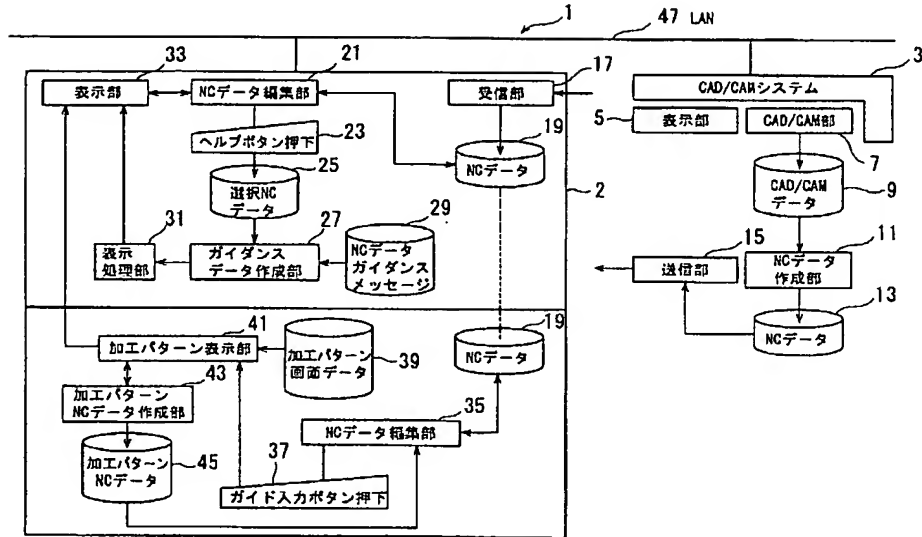 1
47 LAN
33
21
17
3
表示部
NCデータ編集部
受信部
CAD/CAMシステム
5
表示部
CAD/CAM部
23
19
7
ヘルプボタン押下
NCデータ
25
2
CAD/CAM
データ
9
選択NC
データ
29
31
27
15
11
表示
処理部
ガイダンス
データ作成部
NCデータ
ガイダンス
メッセージ
送信部
NCデータ
作成部
13
41
19
NCデータ
加工パターン表示部
加工パターン
画面データ
39
NCデータ
43
加工パターン
NCデータ作成部
35
NCデータ編集部
加工パターン
NCデータ
45
37
ガイド入力ボタン押下